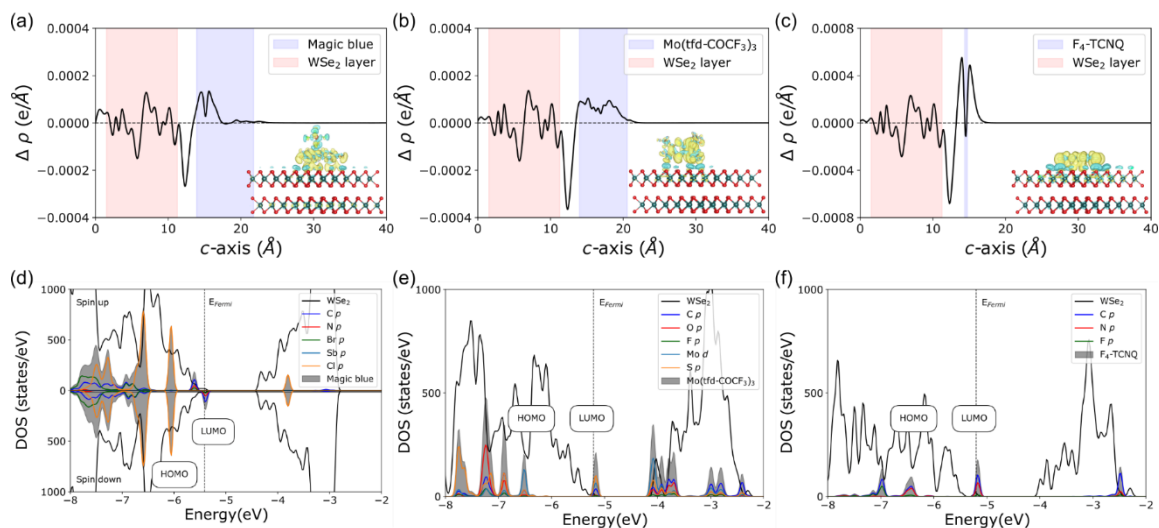 (a)
0.0004
0.0002
0.0000
−0.0002
−0.0004
Δ ρ (e/Å)
Magic blue
WSe₂ layer
0 10 20 30 40
c-axis (Å)
(b)
0.0004
0.0002
0.0000
−0.0002
−0.0004
Δ ρ (e/Å)
Mo(tfd-COCF₃)₃
WSe₂ layer
0 10 20 30 40
c-axis (Å)
(c)
0.0008
0.0004
0.0000
−0.0004
−0.0008
Δ ρ (e/Å)
F₄-TCNQ
WSe₂ layer
0 10 20 30 40
c-axis (Å)
(d)
1000
500
0
500
1000
DOS (states/eV)
Spin up
E_Fermi
WSe₂
C p
N p
Br p
Sb p
Cl p
Magic blue
LUMO
HOMO
Spin down
−8 −7 −6 −5 −4 −3 −2
Energy(eV)
(e)
1000
500
0
DOS (states/eV)
E_Fermi
WSe₂
C p
O p
F p
Mo d
S p
Mo(tfd-COCF₃)₃
HOMO
LUMO
−8 −7 −6 −5 −4 −3 −2
Energy(eV)
(f)
1000
500
0
DOS (states/eV)
E_Fermi
WSe₂
C p
N p
F p
F₄-TCNQ
HOMO
LUMO
−8 −7 −6 −5 −4 −3 −2
Energy(eV)